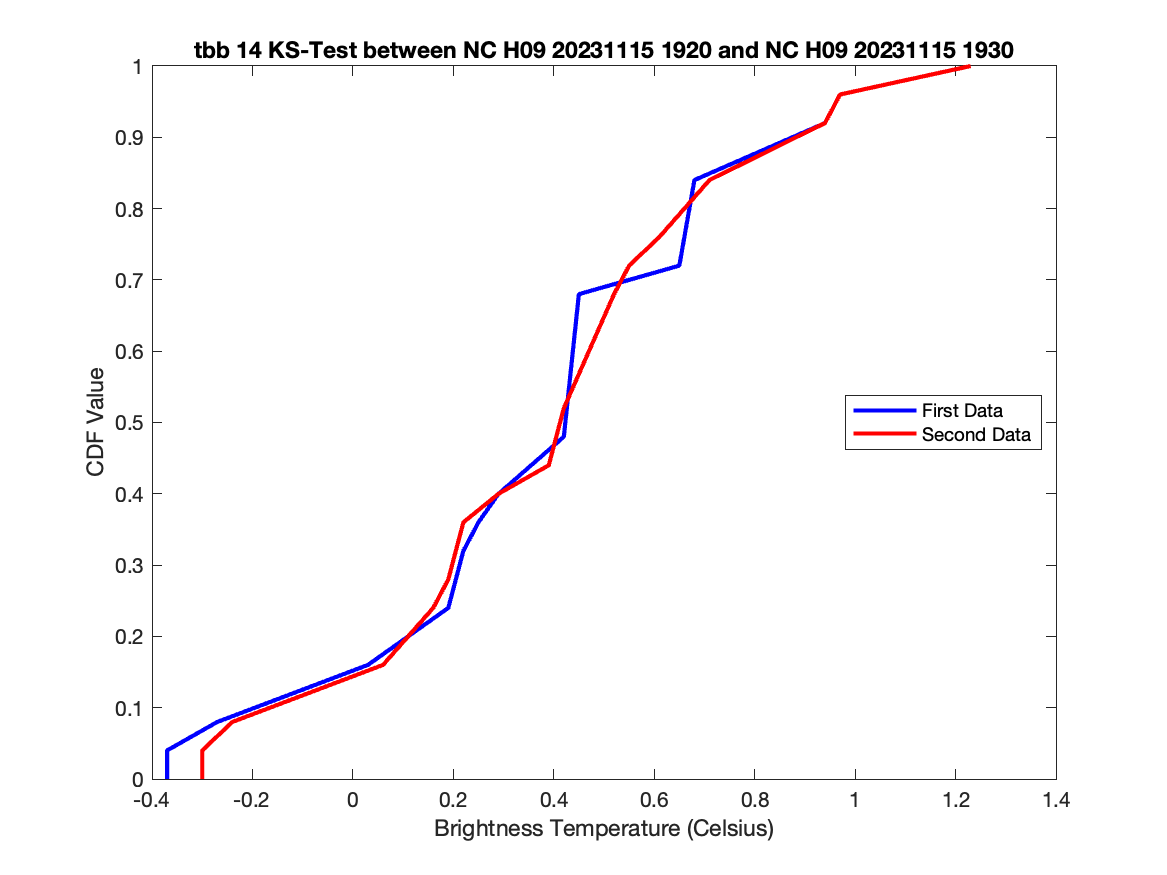 tbb 14 KS-Test between NC H09 20231115 1920 and NC H09 20231115 1930
1
0.9
0.8
0.7
0.6
0.5
0.4
0.3
0.2
0.1
0
CDF Value
First Data
Second Data
-0.4 -0.2 0 0.2 0.4 0.6 0.8 1 1.2 1.4
Brightness Temperature (Celsius)